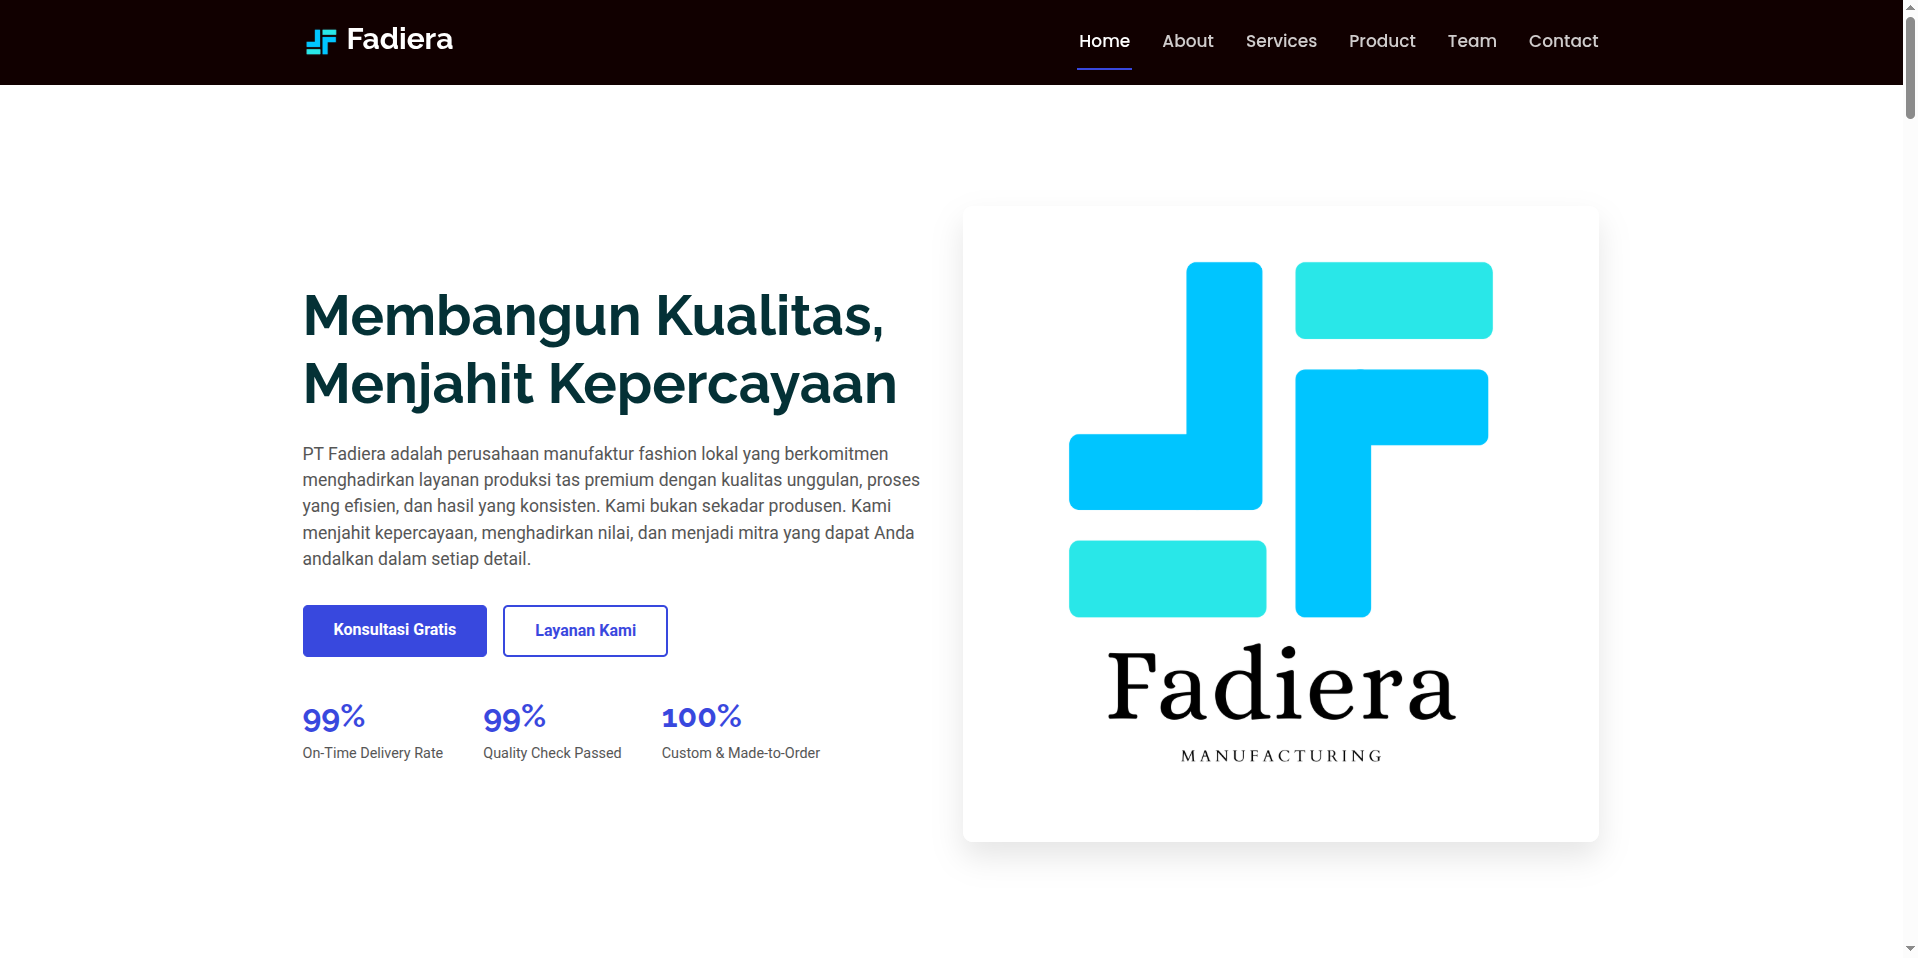 Fadiera
Home About Services Product Team Contact
Membangun Kualitas,
Menjahit Kepercayaan
PT Fadiera adalah perusahaan manufaktur fashion lokal yang berkomitmen
menghadirkan layanan produksi tas premium dengan kualitas unggulan, proses
yang efisien, dan hasil yang konsisten. Kami bukan sekadar produsen. Kami
menjahit kepercayaan, menghadirkan nilai, dan menjadi mitra yang dapat Anda
andalkan dalam setiap detail.
Konsultasi Gratis
Layanan Kami
99% 99% 100%
On-Time Delivery Rate Quality Check Passed Custom & Made-to-Order
Fadiera
MANUFACTURING